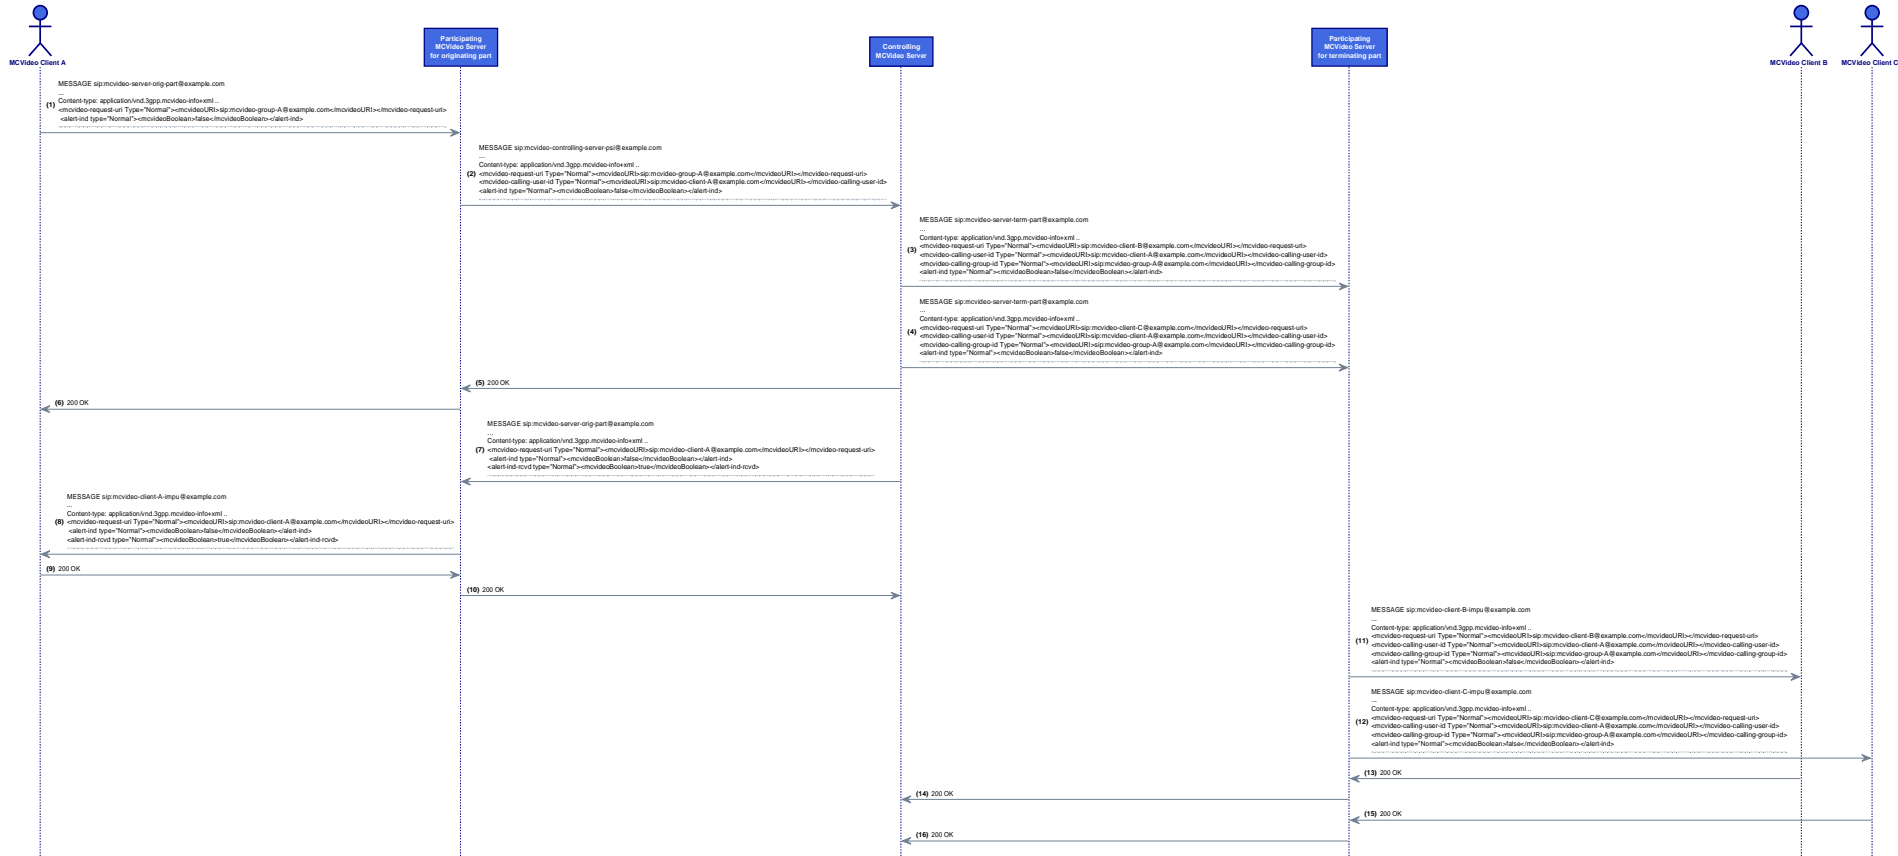 MCVideo Client A
Participating
MCVideo Server
for originating part
Controlling
MCVideo Server
Participating
MCVideo Server
for terminating part
MCVideo Client B
MCVideo Client C
(1)
MESSAGE sip:mcvideo-server-orig-part@example.com
...
Content-type: application/vnd.3gpp.mcvideo-info+xml ..
<mcvideo-request-uri Type="Normal"><mcvideoURI>sip:mcvideo-group-A@example.com</mcvideoURI></mcvideo-request-uri>
<alert-ind type="Normal"><mcvideoBoolean>false</mcvideoBoolean></alert-ind>
(2)
MESSAGE sip:mcvideo-controlling-server-psi@example.com
...
Content-type: application/vnd.3gpp.mcvideo-info+xml ..
<mcvideo-request-uri Type="Normal"><mcvideoURI>sip:mcvideo-group-A@example.com</mcvideoURI></mcvideo-request-uri>
<mcvideo-calling-user-id Type="Normal"><mcvideoURI>sip:mcvideo-client-A@example.com</mcvideoURI></mcvideo-calling-user-id>
<alert-ind type="Normal"><mcvideoBoolean>false</mcvideoBoolean></alert-ind>
(3)
MESSAGE sip:mcvideo-server-term-part@example.com
...
Content-type: application/vnd.3gpp.mcvideo-info+xml ..
<mcvideo-request-uri Type="Normal"><mcvideoURI>sip:mcvideo-client-B@example.com</mcvideoURI></mcvideo-request-uri>
<mcvideo-calling-user-id Type="Normal"><mcvideoURI>sip:mcvideo-client-A@example.com</mcvideoURI></mcvideo-calling-user-id>
<mcvideo-calling-group-id Type="Normal"><mcvideoURI>sip:mcvideo-group-A@example.com</mcvideoURI></mcvideo-calling-group-id>
<alert-ind type="Normal"><mcvideoBoolean>false</mcvideoBoolean></alert-ind>
(4)
MESSAGE sip:mcvideo-server-term-part@example.com
...
Content-type: application/vnd.3gpp.mcvideo-info+xml ..
<mcvideo-request-uri Type="Normal"><mcvideoURI>sip:mcvideo-client-C@example.com</mcvideoURI></mcvideo-request-uri>
<mcvideo-calling-user-id Type="Normal"><mcvideoURI>sip:mcvideo-client-A@example.com</mcvideoURI></mcvideo-calling-user-id>
<mcvideo-calling-group-id Type="Normal"><mcvideoURI>sip:mcvideo-group-A@example.com</mcvideoURI></mcvideo-calling-group-id>
<alert-ind type="Normal"><mcvideoBoolean>false</mcvideoBoolean></alert-ind>
(5) 200 OK
(6) 200 OK
(7)
MESSAGE sip:mcvideo-server-orig-part@example.com
...
Content-type: application/vnd.3gpp.mcvideo-info+xml ..
<mcvideo-request-uri Type="Normal"><mcvideoURI>sip:mcvideo-client-A@example.com</mcvideoURI></mcvideo-request-uri>
<alert-ind type="Normal"><mcvideoBoolean>false</mcvideoBoolean></alert-ind>
<alert-ind-rcvd type="Normal"><mcvideoBoolean>true</mcvideoBoolean></alert-ind-rcvd>
(8)
MESSAGE sip:mcvideo-client-A-impu@example.com
...
Content-type: application/vnd.3gpp.mcvideo-info+xml ..
<mcvideo-request-uri Type="Normal"><mcvideoURI>sip:mcvideo-client-A@example.com</mcvideoURI></mcvideo-request-uri>
<alert-ind type="Normal"><mcvideoBoolean>false</mcvideoBoolean></alert-ind>
<alert-ind-rcvd type="Normal"><mcvideoBoolean>true</mcvideoBoolean></alert-ind-rcvd>
(9) 200 OK
(10) 200 OK
(11)
MESSAGE sip:mcvideo-client-B-impu@example.com
...
Content-type: application/vnd.3gpp.mcvideo-info+xml ..
<mcvideo-request-uri Type="Normal"><mcvideoURI>sip:mcvideo-client-B@example.com</mcvideoURI></mcvideo-request-uri>
<mcvideo-calling-user-id Type="Normal"><mcvideoURI>sip:mcvideo-client-A@example.com</mcvideoURI></mcvideo-calling-user-id>
<mcvideo-calling-group-id Type="Normal"><mcvideoURI>sip:mcvideo-group-A@example.com</mcvideoURI></mcvideo-calling-group-id>
<alert-ind type="Normal"><mcvideoBoolean>false</mcvideoBoolean></alert-ind>
(12)
MESSAGE sip:mcvideo-client-C-impu@example.com
...
Content-type: application/vnd.3gpp.mcvideo-info+xml ..
<mcvideo-request-uri Type="Normal"><mcvideoURI>sip:mcvideo-client-C@example.com</mcvideoURI></mcvideo-request-uri>
<mcvideo-calling-user-id Type="Normal"><mcvideoURI>sip:mcvideo-client-A@example.com</mcvideoURI></mcvideo-calling-user-id>
<mcvideo-calling-group-id Type="Normal"><mcvideoURI>sip:mcvideo-group-A@example.com</mcvideoURI></mcvideo-calling-group-id>
<alert-ind type="Normal"><mcvideoBoolean>false</mcvideoBoolean></alert-ind>
(13) 200 OK
(14) 200 OK
(15) 200 OK
(16) 200 OK